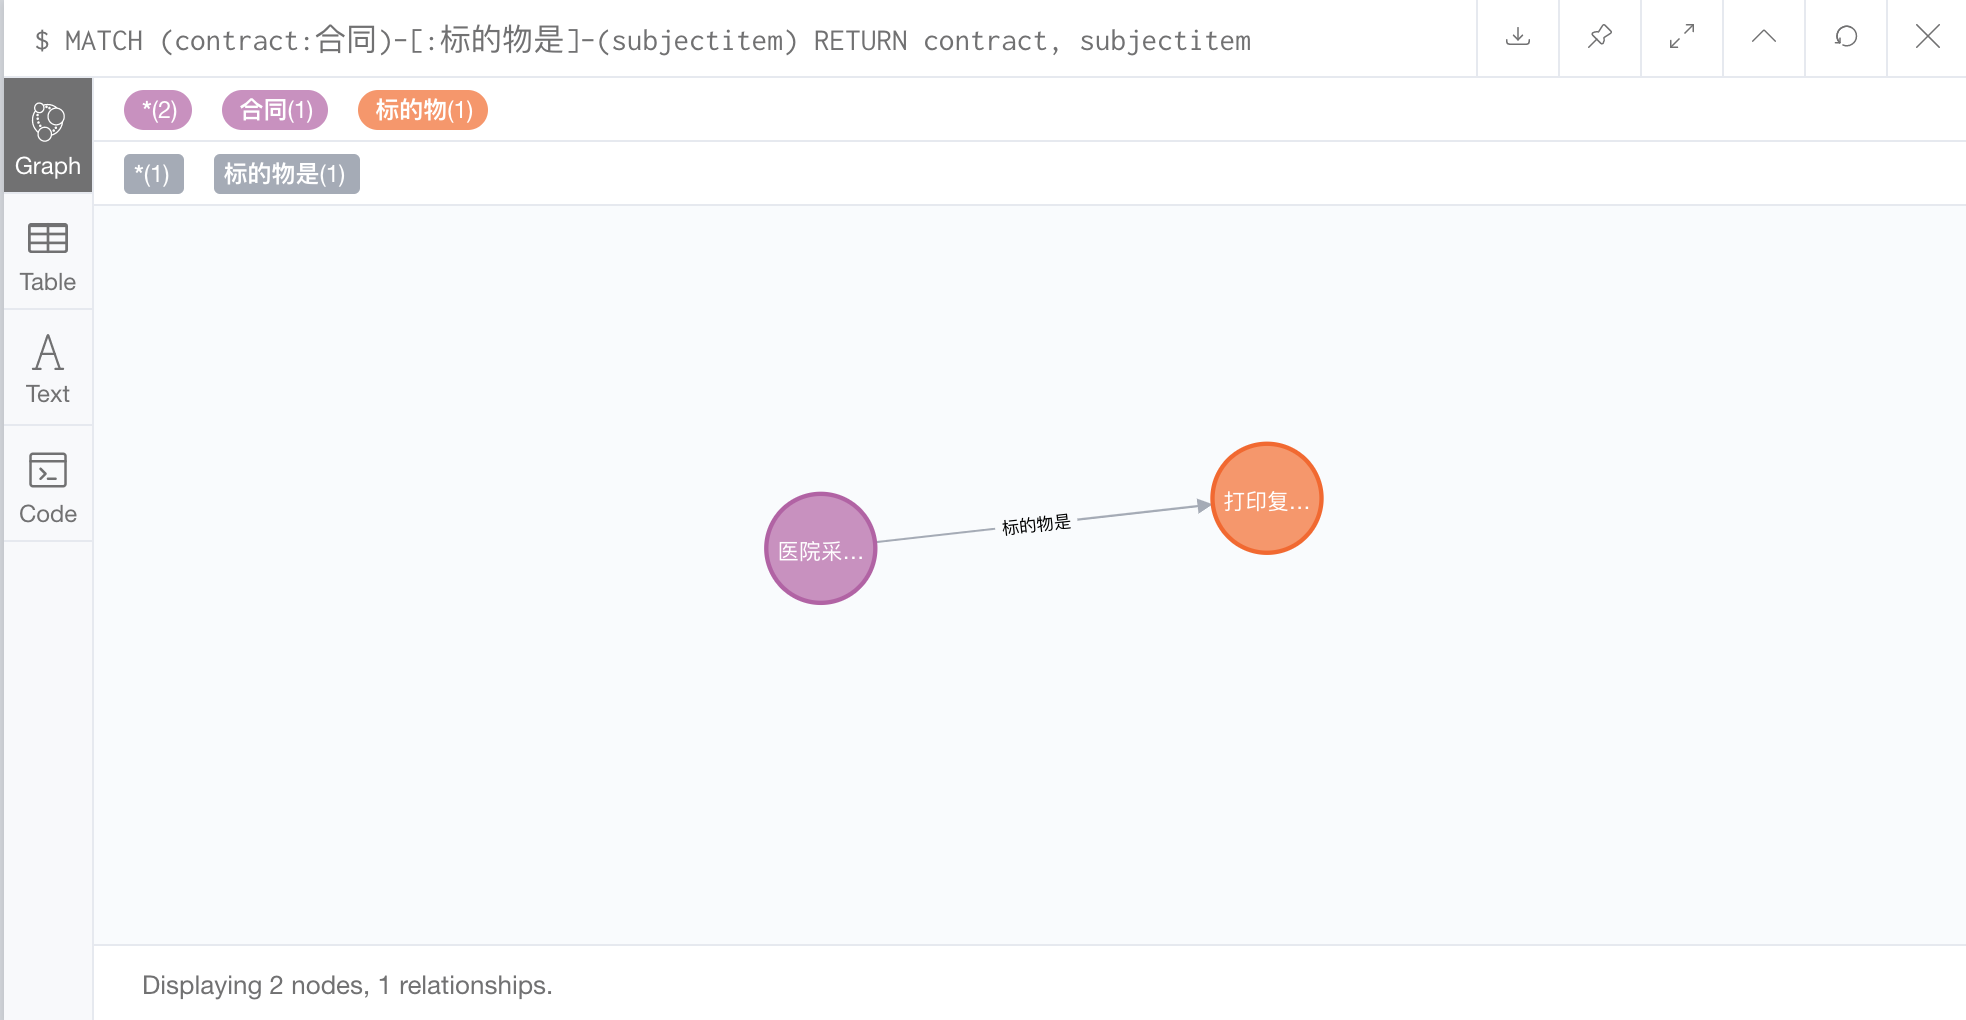 $ MATCH (contract:合同)-[:标的物是]-(subjectitem) RETURN contract, subjectitem
*(2) 合同(1) 标的物(1)
Graph
*(1) 标的物是(1)
Table
Text
Code
医院采...
标的物是
打印复...
Displaying 2 nodes, 1 relationships.